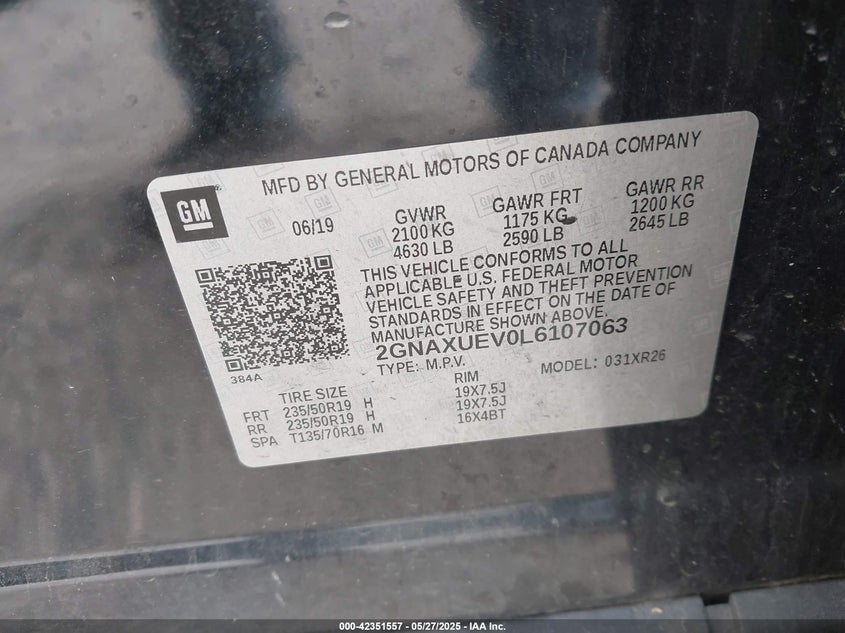 MFD BY GENERAL MOTORS OF CANADA COMPANY
GM
06/19
GVWR
2100 KG
4630 LB
GAWR FRT
1175 KG
2590 LB
GAWR RR
1200 KG
2645 LB
THIS VEHICLE CONFORMS TO ALL
APPLICABLE U.S. FEDERAL MOTOR
VEHICLE SAFETY AND THEFT PREVENTION
STANDARDS IN EFFECT ON THE DATE OF
MANUFACTURE SHOWN ABOVE.
2GNAXUEV0L6107063
TYPE: M.P.V. MODEL: 031XR26
384A
TIRE SIZE RIM
FRT 235/50R19 H 19X7.5J
RR 235/50R19 H 19X7.5J
SPA T135/70R16 M 16X4BT
000-42351557 - 05/27/2025 - IAA Inc.